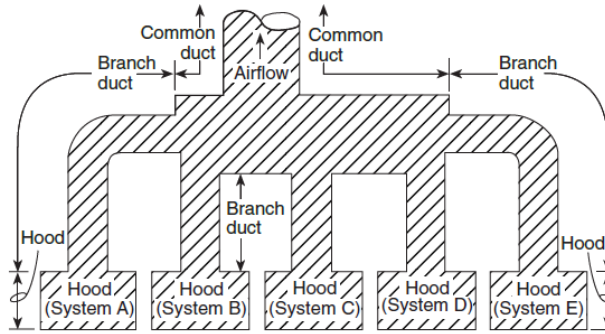 Common
duct
Common
duct
Branch
duct
Airflow
Branch
duct
Branch
duct
Hood
Hood
Hood
(System A)
Hood
(System B)
Hood
(System C)
Hood
(System D)
Hood
(System E)